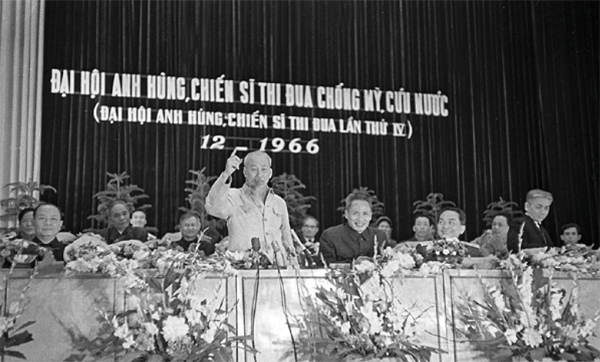 ĐẠI HỘI ANH HÙNG, CHIẾN SĨ THI ĐUA CHỐNG MỸ, CỨU NƯỚC
(ĐẠI HỘI ANH HÙNG, CHIẾN SĨ THI ĐUA LẦN THỨ IV)
12 - 1966